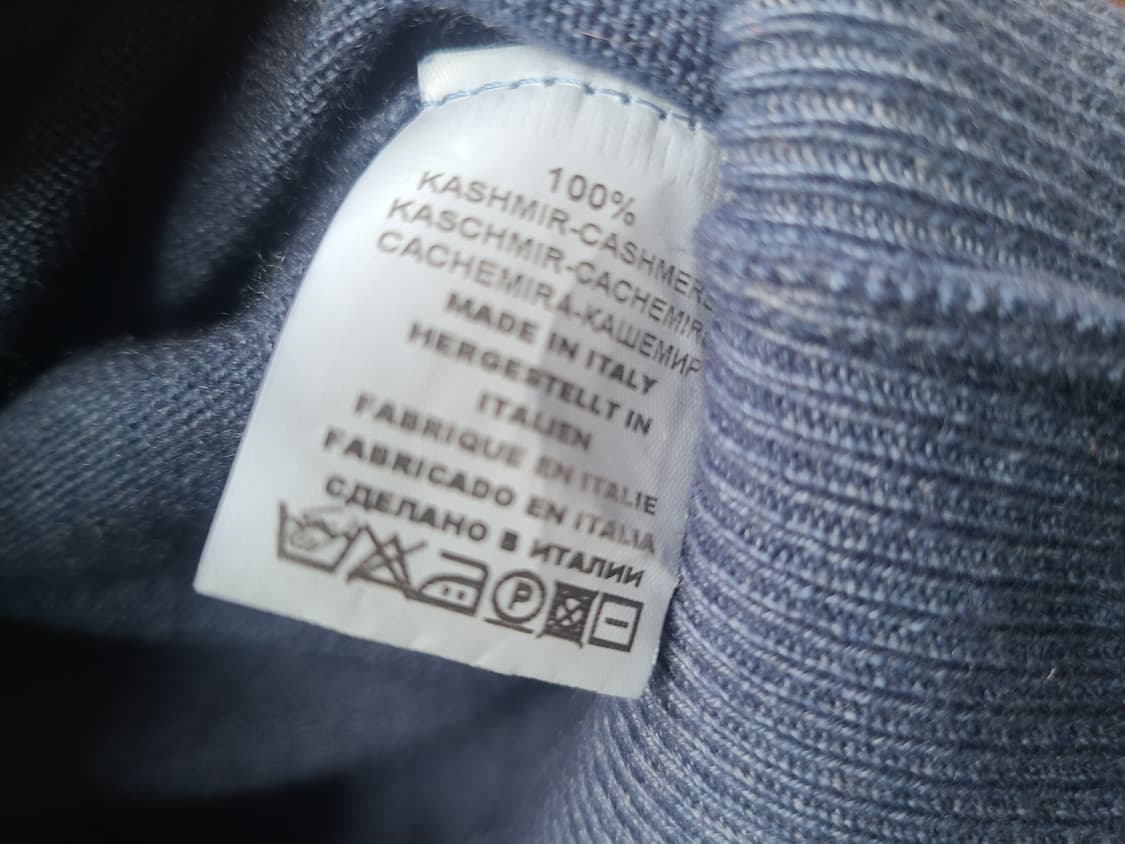 100%
KASHMIR-CASHMERE
KASCHMIR-CACHEMIR
CACHEMIRA-КАШЕМИР
MADE IN ITALY
HERGESTELLT IN
ITALIEN
FABRIQUE EN ITALIE
FABRICADO EN ITALIA
СДЕЛАНО В ИТАЛИИ
P